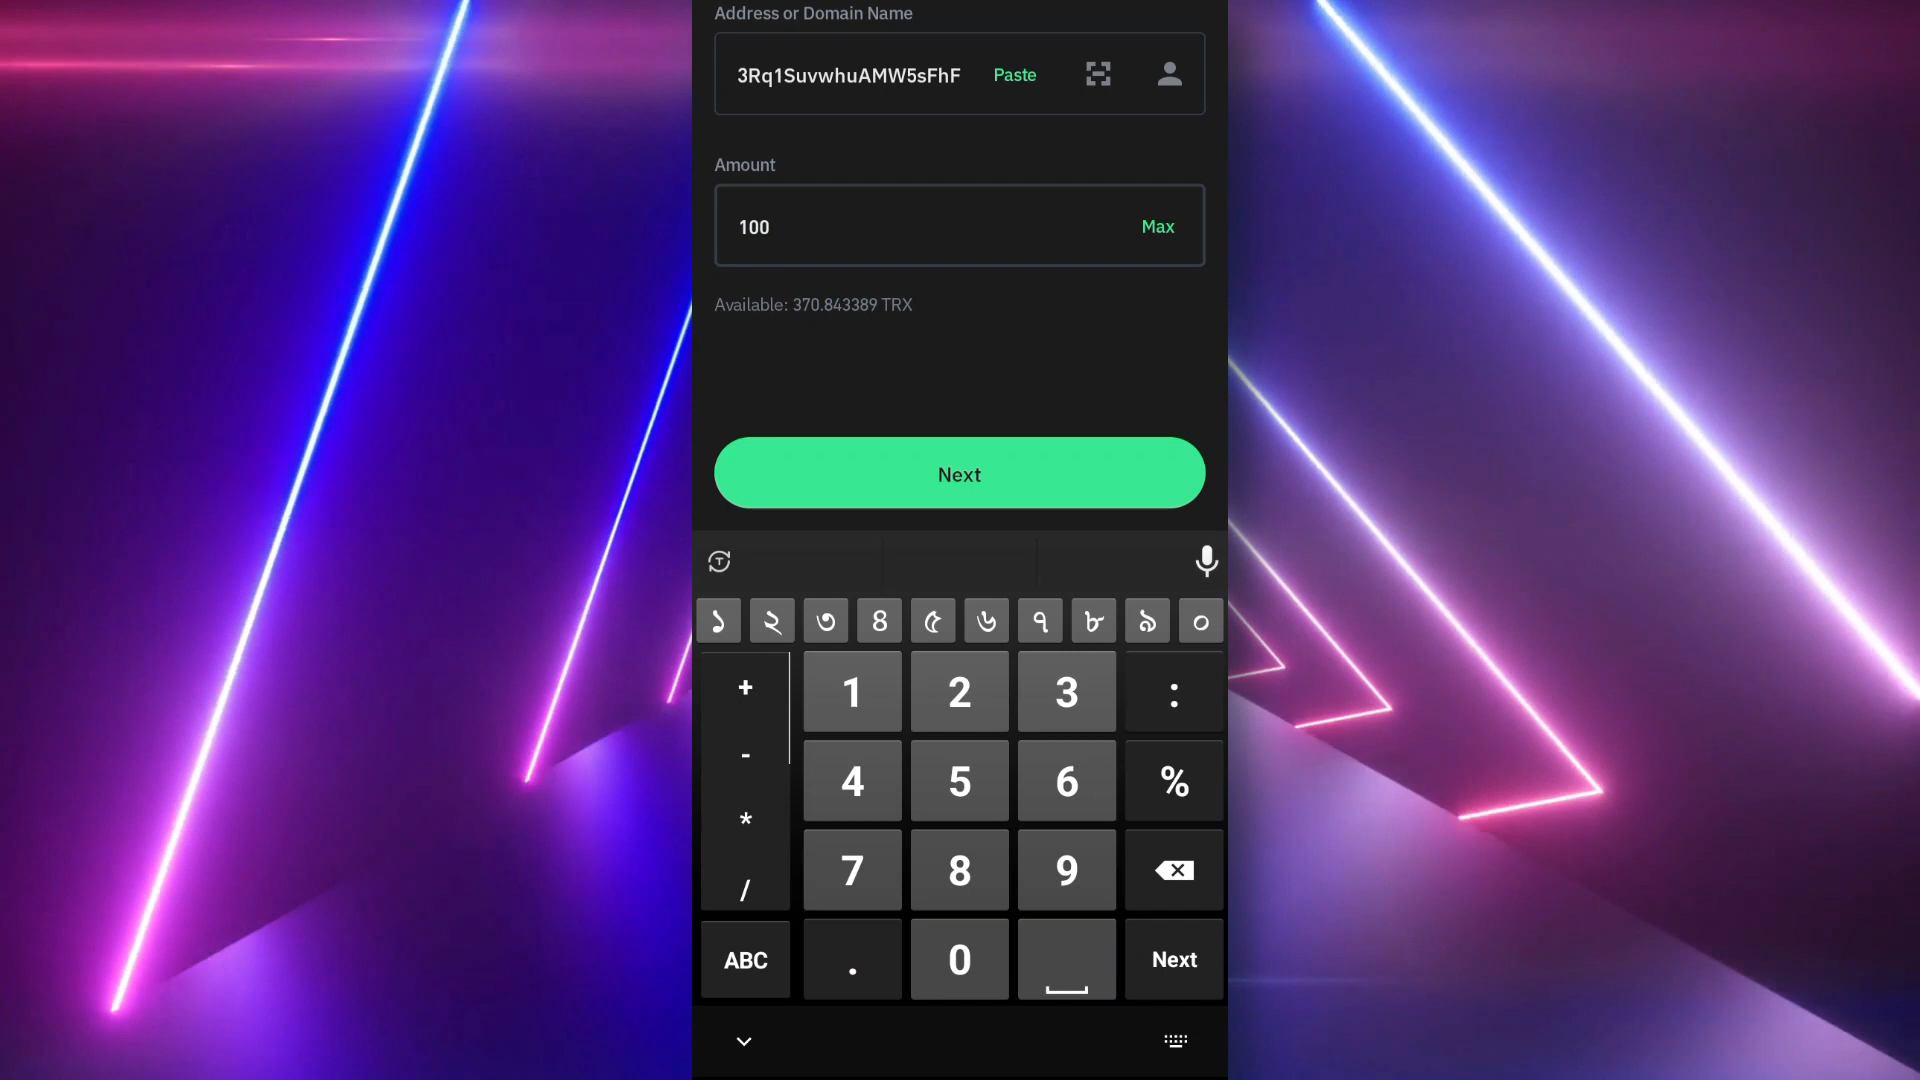 Address or Domain Name
3Rq1SuvwhuAMW5sFhF Paste
Amount
100 Max
Available: 370.843389 TRX
Next
১ ২ ৩ ৪ ৫ ৬ ৭ ৮ ৯ ০
+ 1 2 3 :
- 4 5 6 %
* 7 8 9
/
ABC . 0 Next